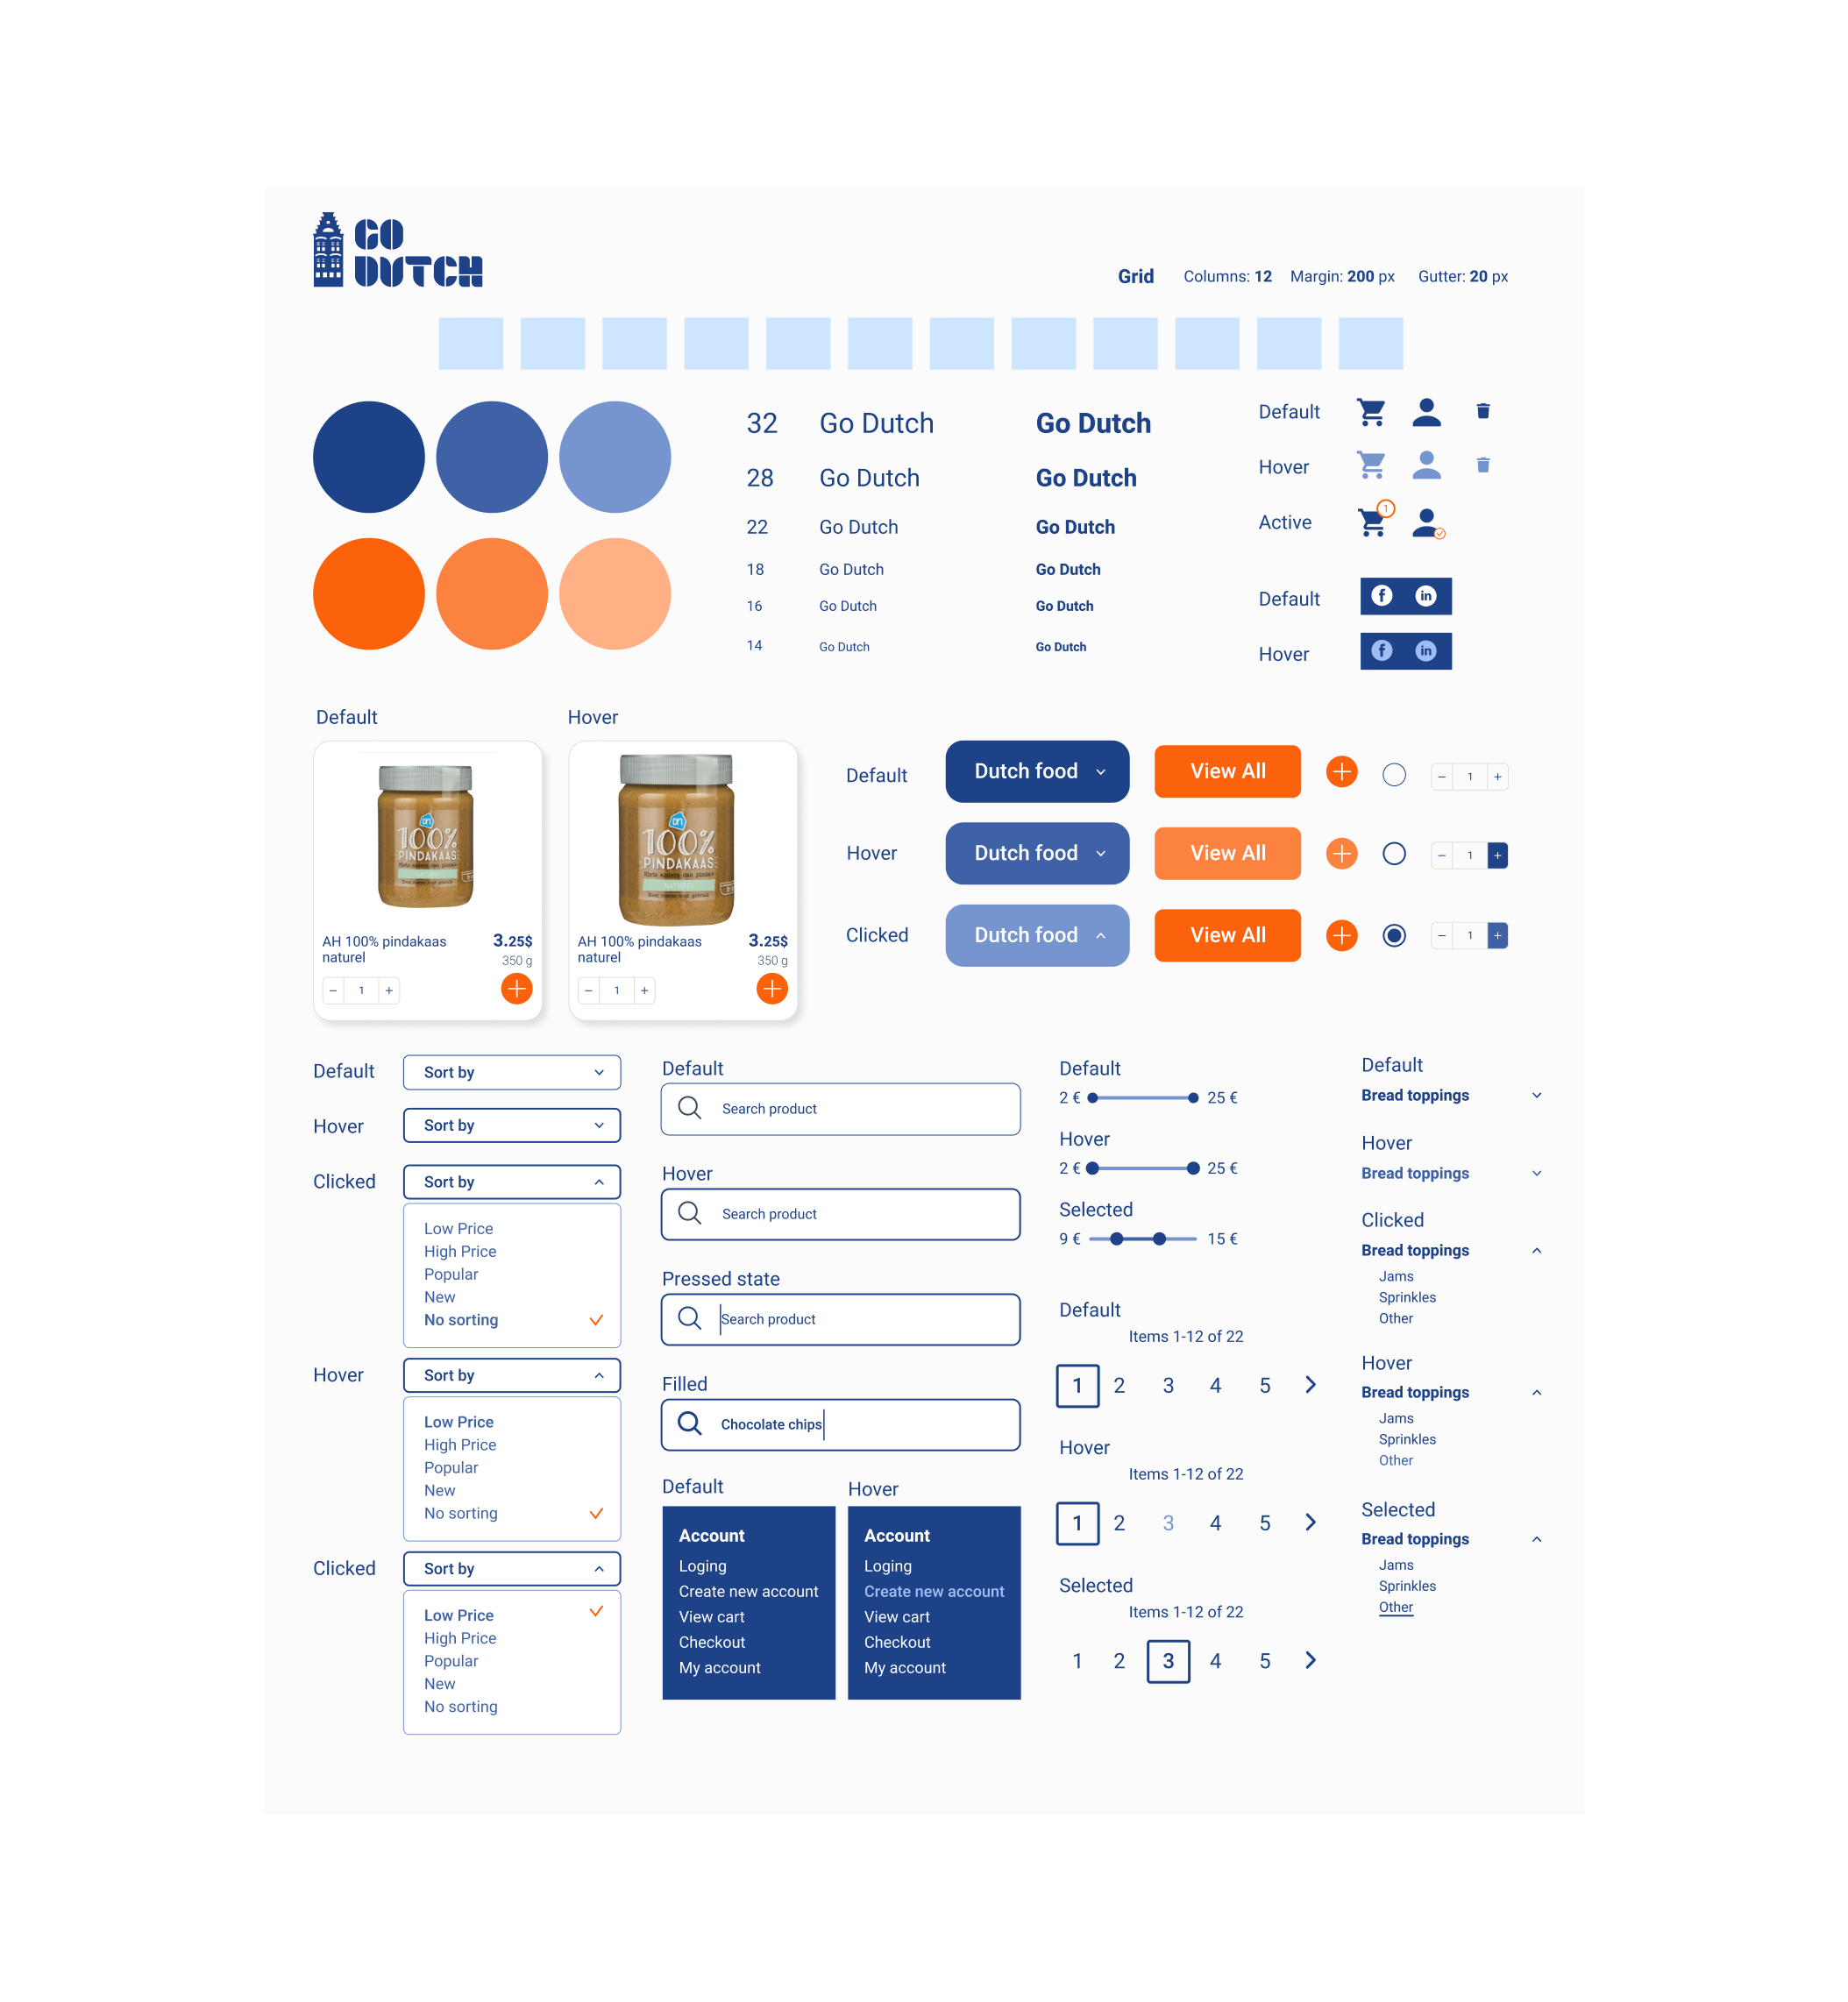 GO
DUTCH
Grid Columns: 12 Margin: 200 px Gutter: 20 px
32 Go Dutch Go Dutch
28 Go Dutch Go Dutch
22 Go Dutch Go Dutch
18 Go Dutch Go Dutch
16 Go Dutch Go Dutch
14 Go Dutch Go Dutch
Default
Hover
Active
1
Default
f in
Hover
f in
Default
100%
PINDAKAAS
AH 100% pindakaas
naturel
3.25$
350 g
− 1 +
+
Hover
100%
PINDAKAAS
AH 100% pindakaas
naturel
3.25$
350 g
− 1 +
+
Default Dutch food View All + − 1 +
Hover Dutch food View All + − 1 +
Clicked Dutch food View All + − 1 +
Default Sort by
Hover Sort by
Clicked Sort by
Low Price
High Price
Popular
New
No sorting
Hover Sort by
Low Price
High Price
Popular
New
No sorting
Clicked Sort by
Low Price
High Price
Popular
New
No sorting
Default
Search product
Hover
Search product
Pressed state
Search product
Filled
Chocolate chips
Default
Account
Loging
Create new account
View cart
Checkout
My account
Hover
Account
Loging
Create new account
View cart
Checkout
My account
Default
2 € 25 €
Hover
2 € 25 €
Selected
9 € 15 €
Default
Items 1-12 of 22
1 2 3 4 5
Hover
Items 1-12 of 22
1 2 3 4 5
Selected
Items 1-12 of 22
1 2 3 4 5
Default
Bread toppings
Hover
Bread toppings
Clicked
Bread toppings
Jams
Sprinkles
Other
Hover
Bread toppings
Jams
Sprinkles
Other
Selected
Bread toppings
Jams
Sprinkles
Other